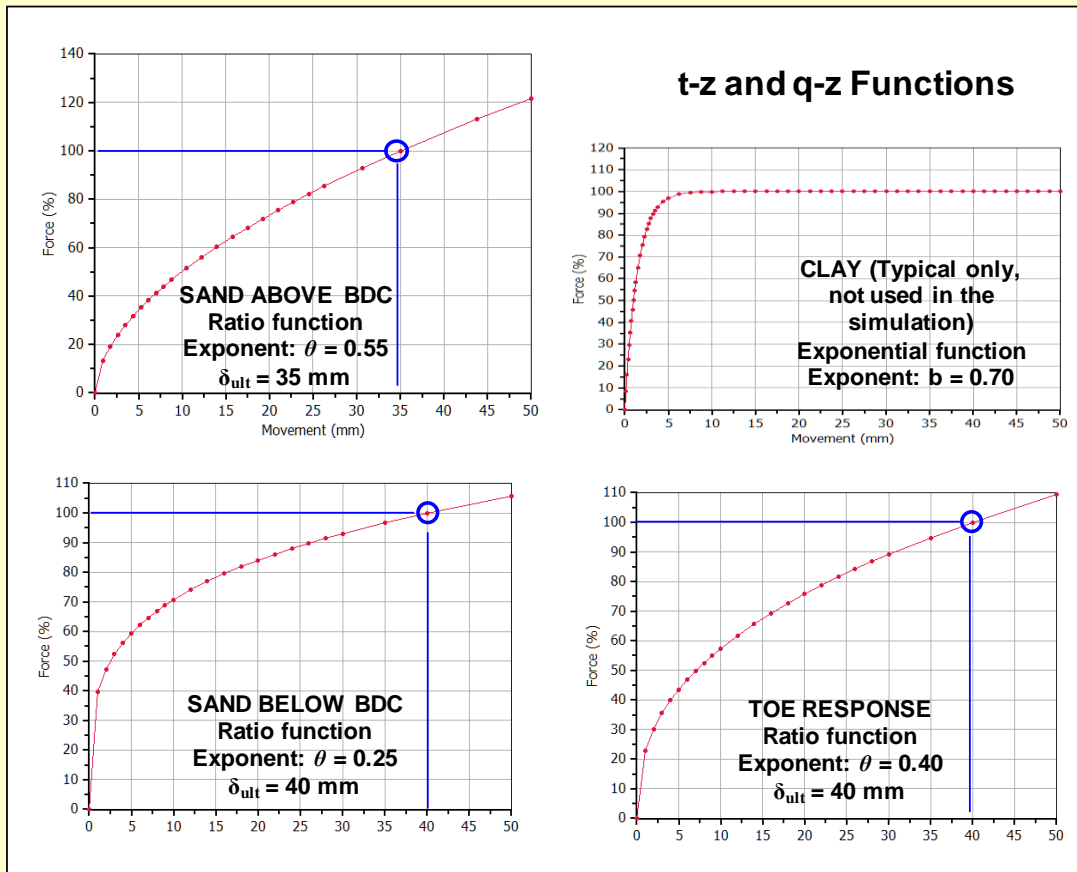 t-z and q-z Functions
140
120
100
80
60
40
20
0
Force (%)
0 5 10 15 20 25 30 35 40 45 50
Movement (mm)
SAND ABOVE BDC
Ratio function
Exponent: θ = 0.55
δult = 35 mm
120
110
100
90
80
70
60
50
40
30
20
10
0
Force (%)
0 5 10 15 20 25 30 35 40 45 50
Movement (mm)
CLAY (Typical only,
not used in the
simulation)
Exponential function
Exponent: b = 0.70
110
100
90
80
70
60
50
40
30
20
10
0
Force (%)
0 5 10 15 20 25 30 35 40 45 50
SAND BELOW BDC
Ratio function
Exponent: θ = 0.25
δult = 40 mm
110
100
90
80
70
60
50
40
30
20
10
0
Force (%)
0 5 10 15 20 25 30 35 40 45 50
TOE RESPONSE
Ratio function
Exponent: θ = 0.40
δult = 40 mm